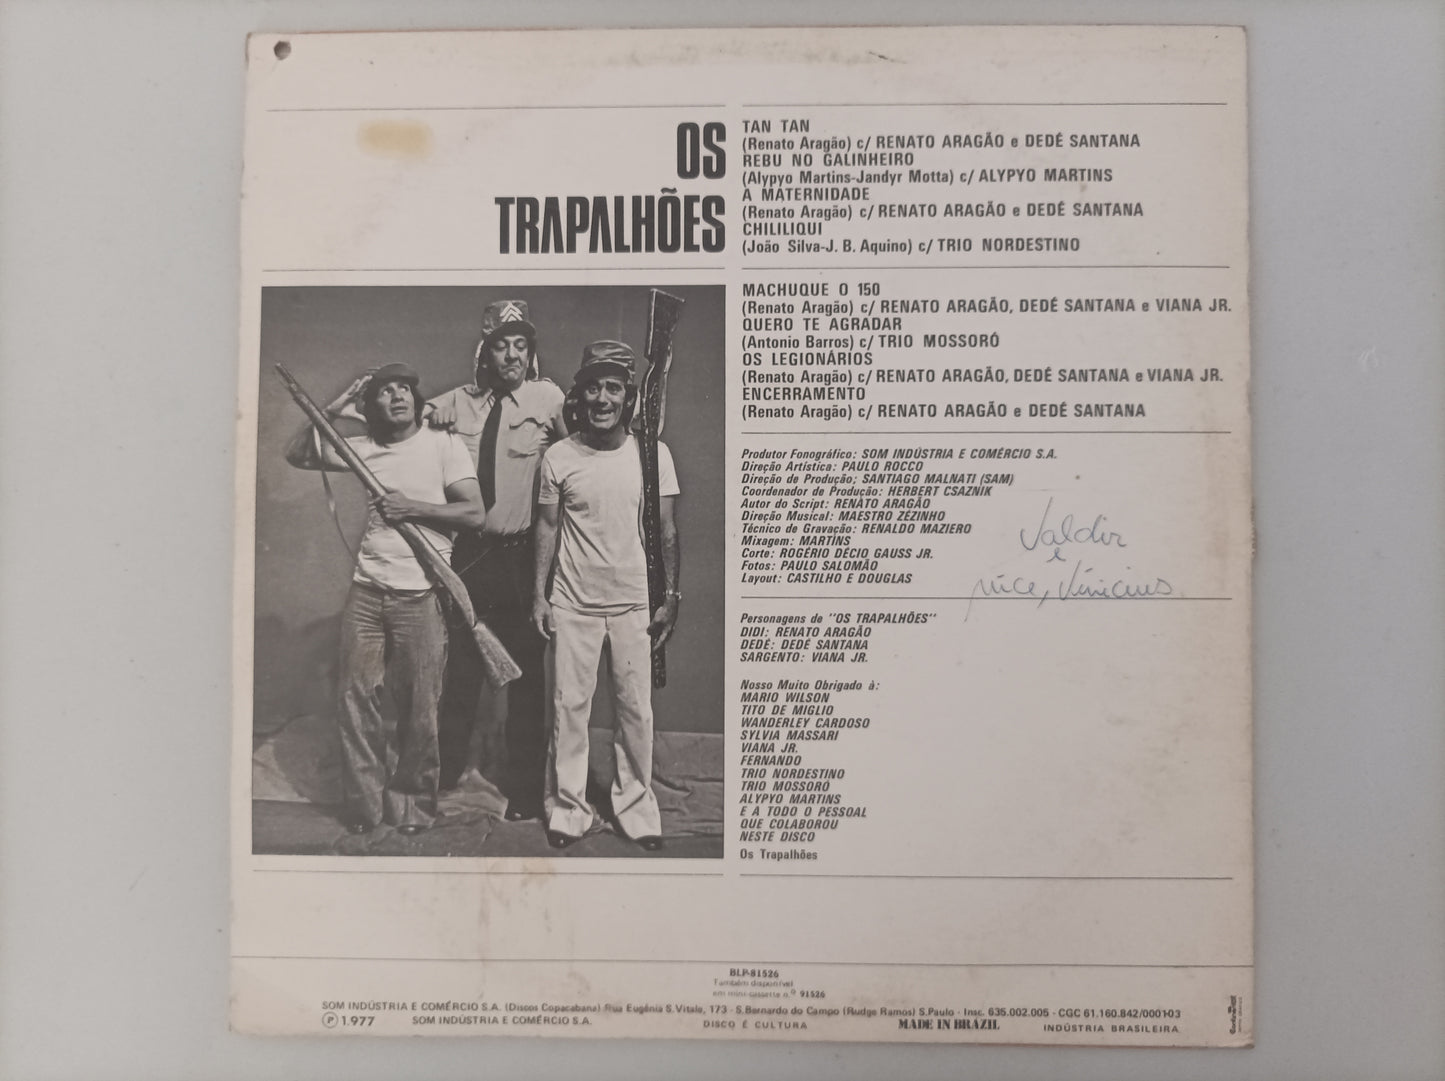 OS
TRAPALHÕES
TAN TAN
(Renato Aragão) c/ RENATO ARAGÃO e DEDÉ SANTANA
REBU NO GALINHEIRO
(Alypyo Martins-Jandyr Motta) c/ ALYPYO MARTINS
A MATERNIDADE
(Renato Aragão) c/ RENATO ARAGÃO e DEDÉ SANTANA
CHILILIQUI
(João Silva-J. B. Aquino) c/ TRIO NORDESTINO
MACHUQUE O 150
(Renato Aragão) c/ RENATO ARAGÃO, DEDÉ SANTANA e VIANA JR.
QUERO TE AGRADAR
(Antonio Barros) c/ TRIO MOSSORÓ
OS LEGIONÁRIOS
(Renato Aragão) c/ RENATO ARAGÃO, DEDÉ SANTANA e VIANA JR.
ENCERRAMENTO
(Renato Aragão) c/ RENATO ARAGÃO e DEDÉ SANTANA
Produtor Fonográfico: SOM INDÚSTRIA E COMÉRCIO S.A.
Direção Artística: PAULO ROCCO
Direção de Produção; SANTIAGO MALNATI (SAM)
Coordenador de Produção: HERBERT CSAZNIK
Autor do Script: RENATO ARAGÃO
Direção Musical: MAESTRO ZEZINHO
Técnico de Gravação: RENALDO MAZIERO
Mixagem: MARTINS
Corte: ROGÉRIO DÉCIO GAUSS JR.
Fotos: PAULO SALOMÃO
Layout: CASTILHO E DOUGLAS
Valdir
e
Nice, Vinicius
Personagens de "OS TRAPALHÕES"
DIDI: RENATO ARAGÃO
DEDÉ: DEDÉ SANTANA
SARGENTO: VIANA JR.
Nosso Muito Obrigado à:
MARIO WILSON
TITO DE MIGLIO
WANDERLEY CARDOSO
SYLVIA MASSARI
VIANA JR.
FERNANDO
TRIO NORDESTINO
TRIO MOSSORÓ
ALYPYO MARTINS
E A TODO O PESSOAL
QUE COLABOROU
NESTE DISCO
Os Trapalhões
BLP-81526
Também disponível
em mini-cassette n.º 91526
SOM INDÚSTRIA E COMÉRCIO S.A. (Discos Copacabana) Rua Eugênia S. Vitale, 173 - S. Bernardo do Campo (Rudge Ramos) S. Paulo - Insc. 635.002.005 - CGC 61.160.842/0001-03
℗ 1.977 SOM INDÚSTRIA E COMÉRCIO S.A. DISCO É CULTURA MADE IN BRAZIL INDÚSTRIA BRASILEIRA